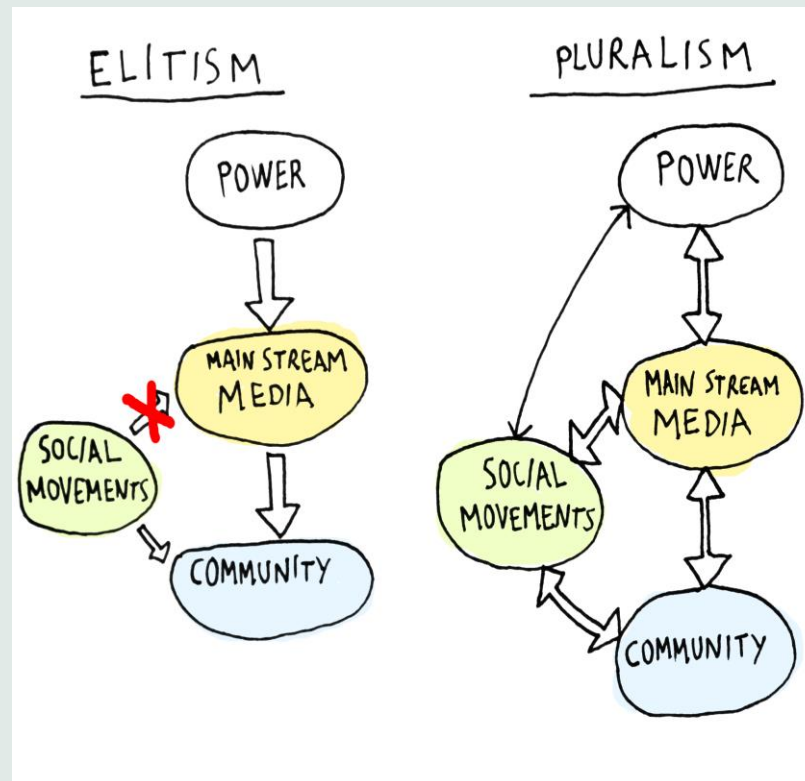 ELITISM
POWER
MAIN STREAM
MEDIA
SOCIAL
MOVEMENTS
COMMUNITY
PLURALISM
POWER
MAIN STREAM
MEDIA
SOCIAL
MOVEMENTS
COMMUNITY